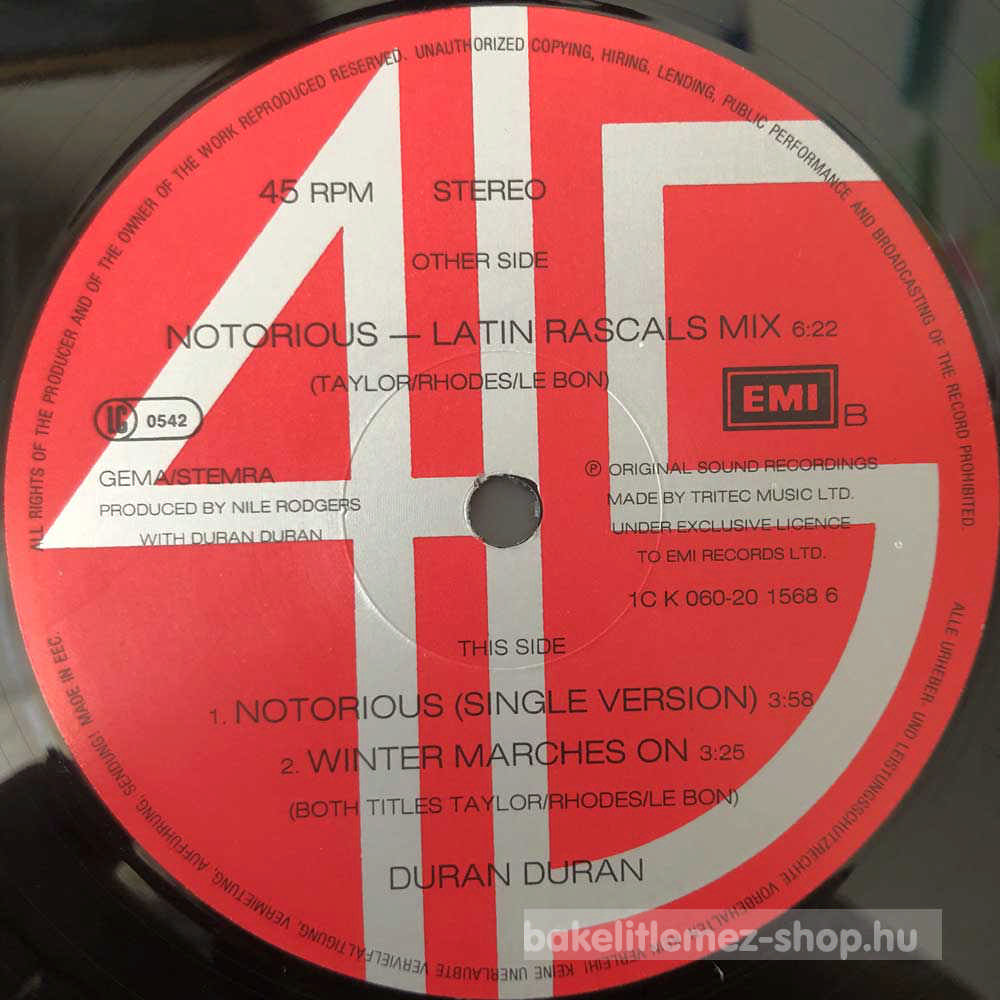 ALL RIGHTS OF THE PRODUCER AND OF THE OWNER OF THE WORK REPRODUCED RESERVED. UNAUTHORIZED COPYING, HIRING, LENDING, PUBLIC PERFORMANCE AND BROADCASTING OF THE RECORD PROHIBITED.
45 RPM STEREO
OTHER SIDE
NOTORIOUS — LATIN RASCALS MIX 6:22
(TAYLOR/RHODES/LE BON)
LC 0542
EMI B
GEMA/STEMRA
PRODUCED BY NILE RODGERS
WITH DURAN DURAN
Ⓟ ORIGINAL SOUND RECORDINGS
MADE BY TRITEC MUSIC LTD.
UNDER EXCLUSIVE LICENCE
TO EMI RECORDS LTD.
1C K 060-20 1568 6
THIS SIDE
1. NOTORIOUS (SINGLE VERSION) 3:58
2. WINTER MARCHES ON 3:25
(BOTH TITLES TAYLOR/RHODES/LE BON)
DURAN DURAN
ALLE URHEBER- UND LEISTUNGSSCHUTZRECHTE VORBEHALTEN. KEIN VERLEIH! KEINE UNERLAUBTE VERVIELFÄLTIGUNG, VERMIETUNG, AUFFÜHRUNG, SENDUNG! MADE IN EEC.
45
bakelitlemez-shop.hu